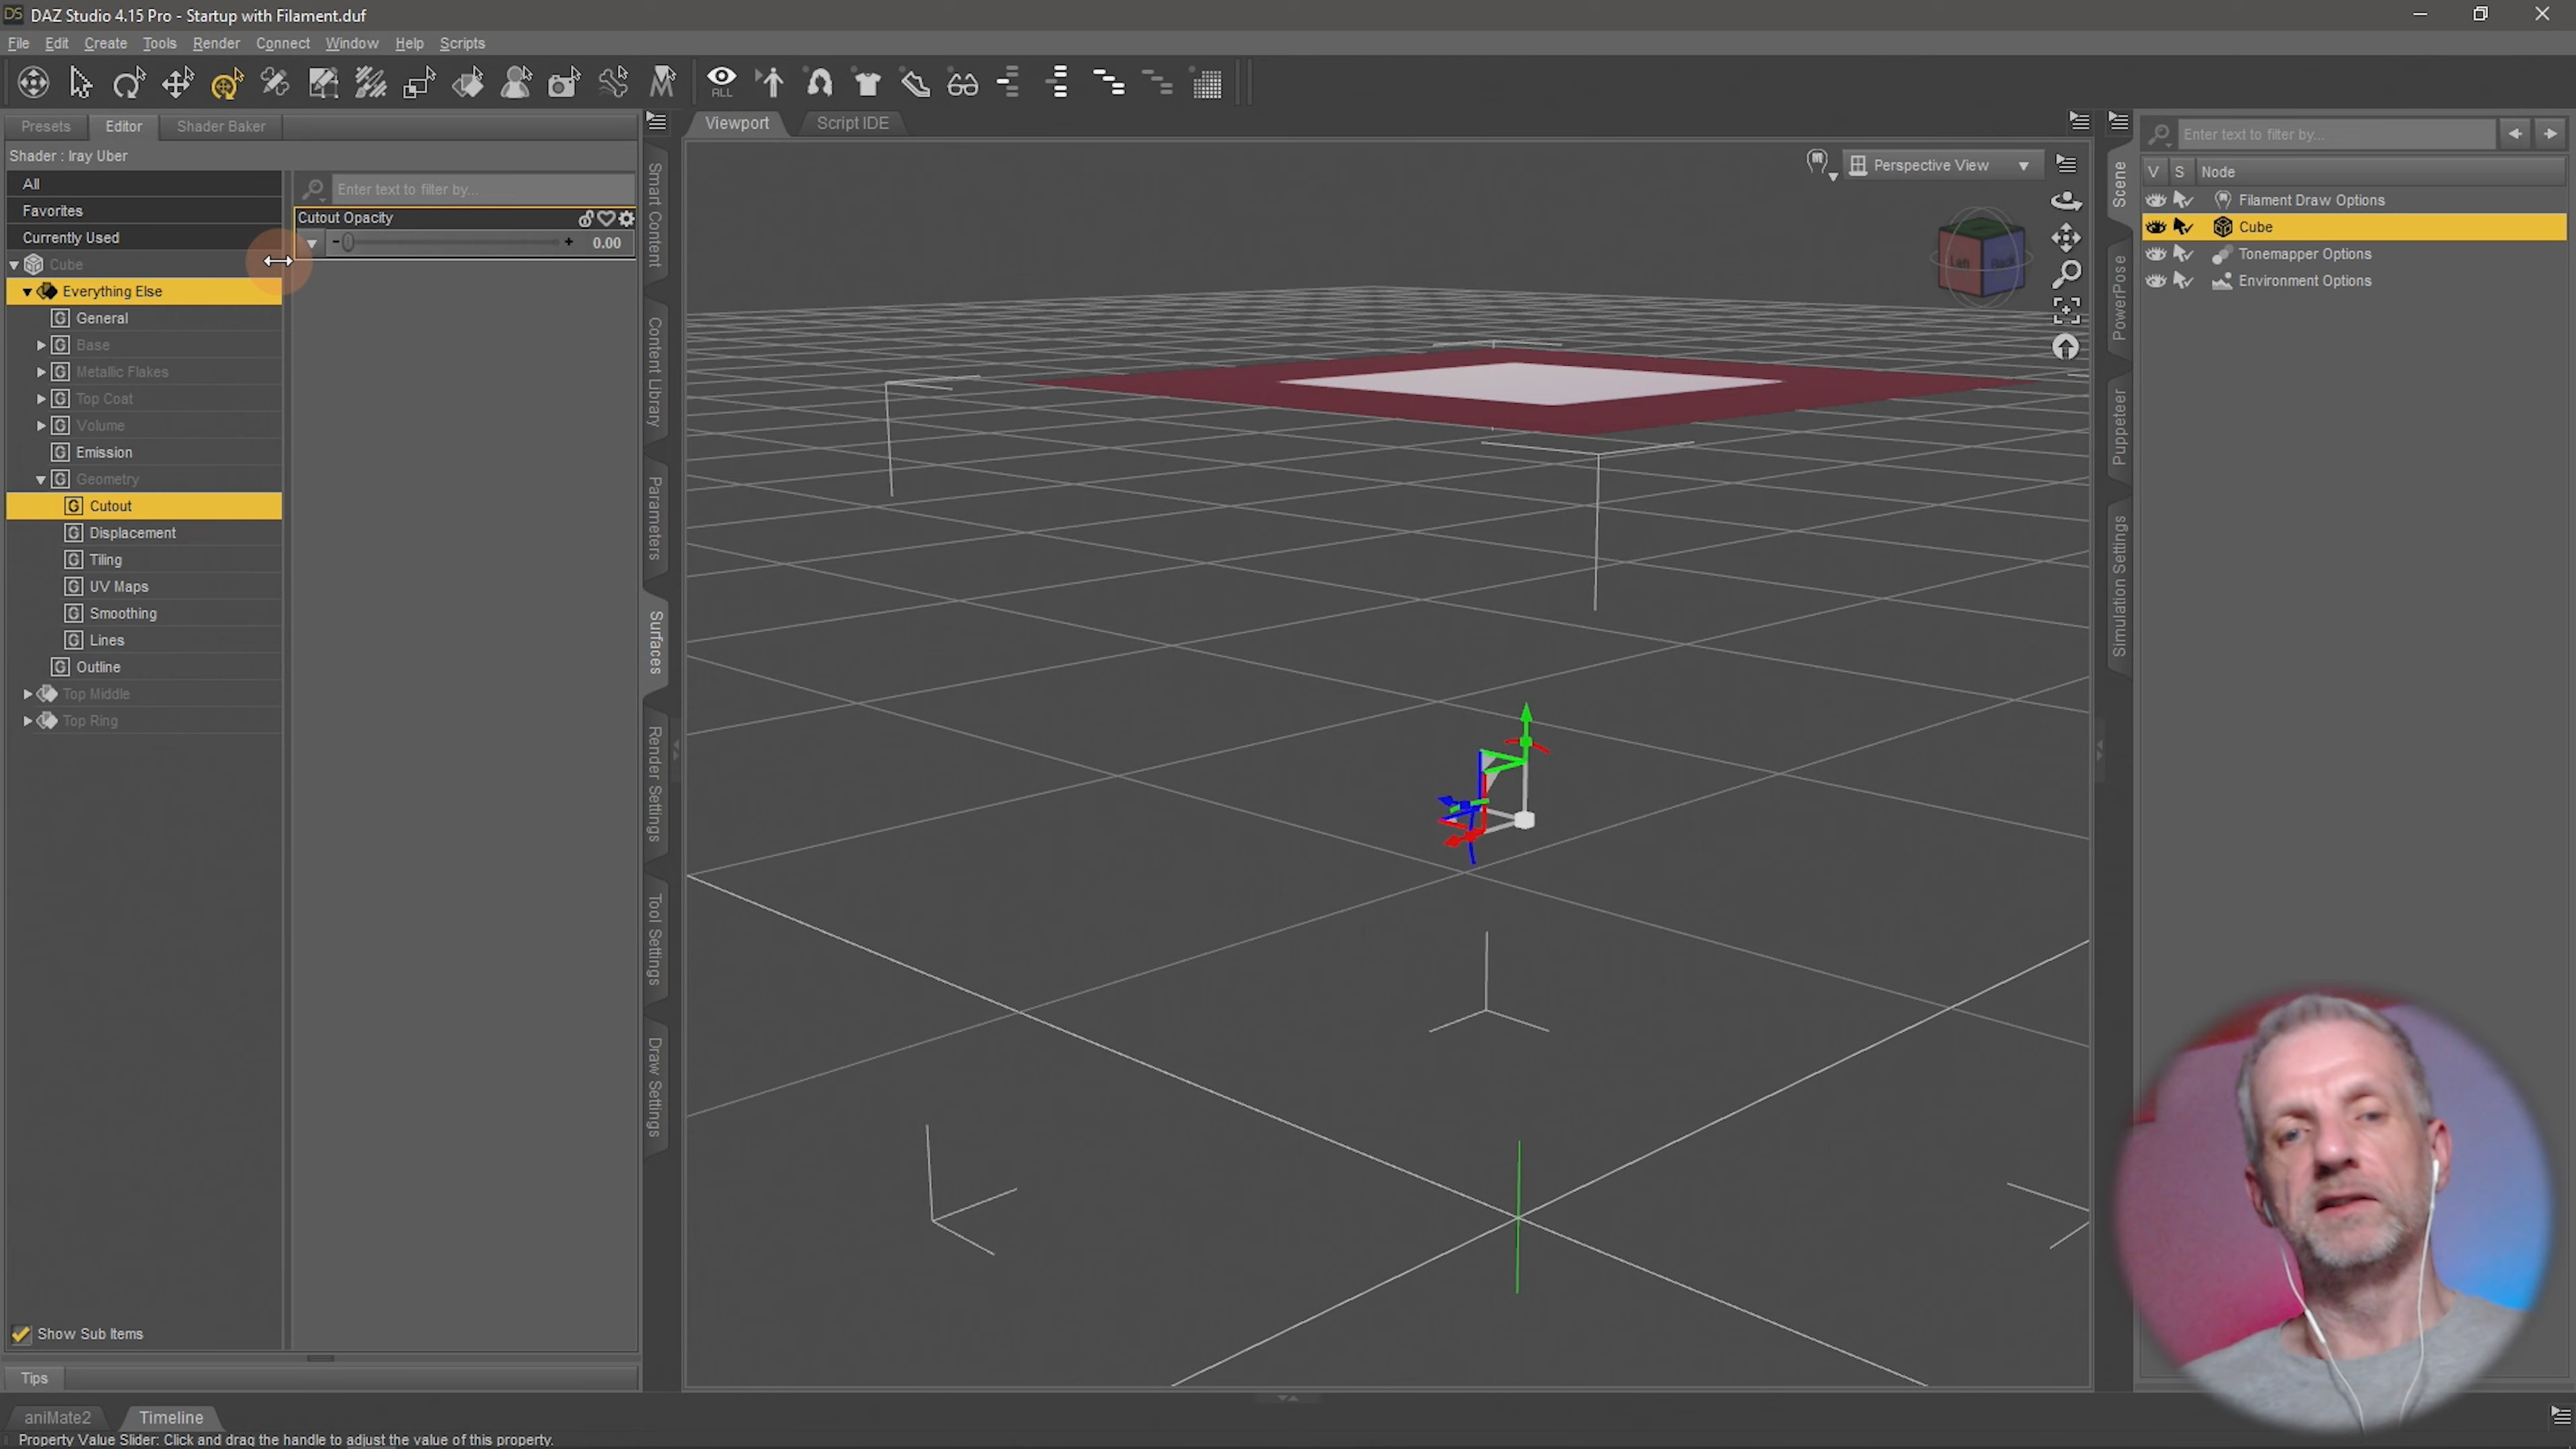 DS DAZ Studio 4.15 Pro - Startup with Filament.duf
File Edit Create Tools Render Connect Window Help Scripts
ALL
Presets Editor Shader Baker
Shader : Iray Uber
All
Favorites
Currently Used
Cube
Everything Else
G General
G Base
G Metallic Flakes
G Top Coat
G Volume
G Emission
G Geometry
G Cutout
G Displacement
G Tiling
G UV Maps
G Smoothing
G Lines
G Outline
Top Middle
Top Ring
Show Sub Items
Tips
Enter text to filter by...
Cutout Opacity
- + 0.00
Smart Content
Content Library
Parameters
Surfaces
Render Settings
Tool Settings
Draw Settings
Viewport Script IDE
Perspective View
Left Back
Scene
PowerPose
Puppeteer
Simulation Settings
Enter text to filter by...
V S Node
Filament Draw Options
Cube
Tonemapper Options
Environment Options
aniMate2 Timeline
Property Value Slider: Click and drag the handle to adjust the value of this property.